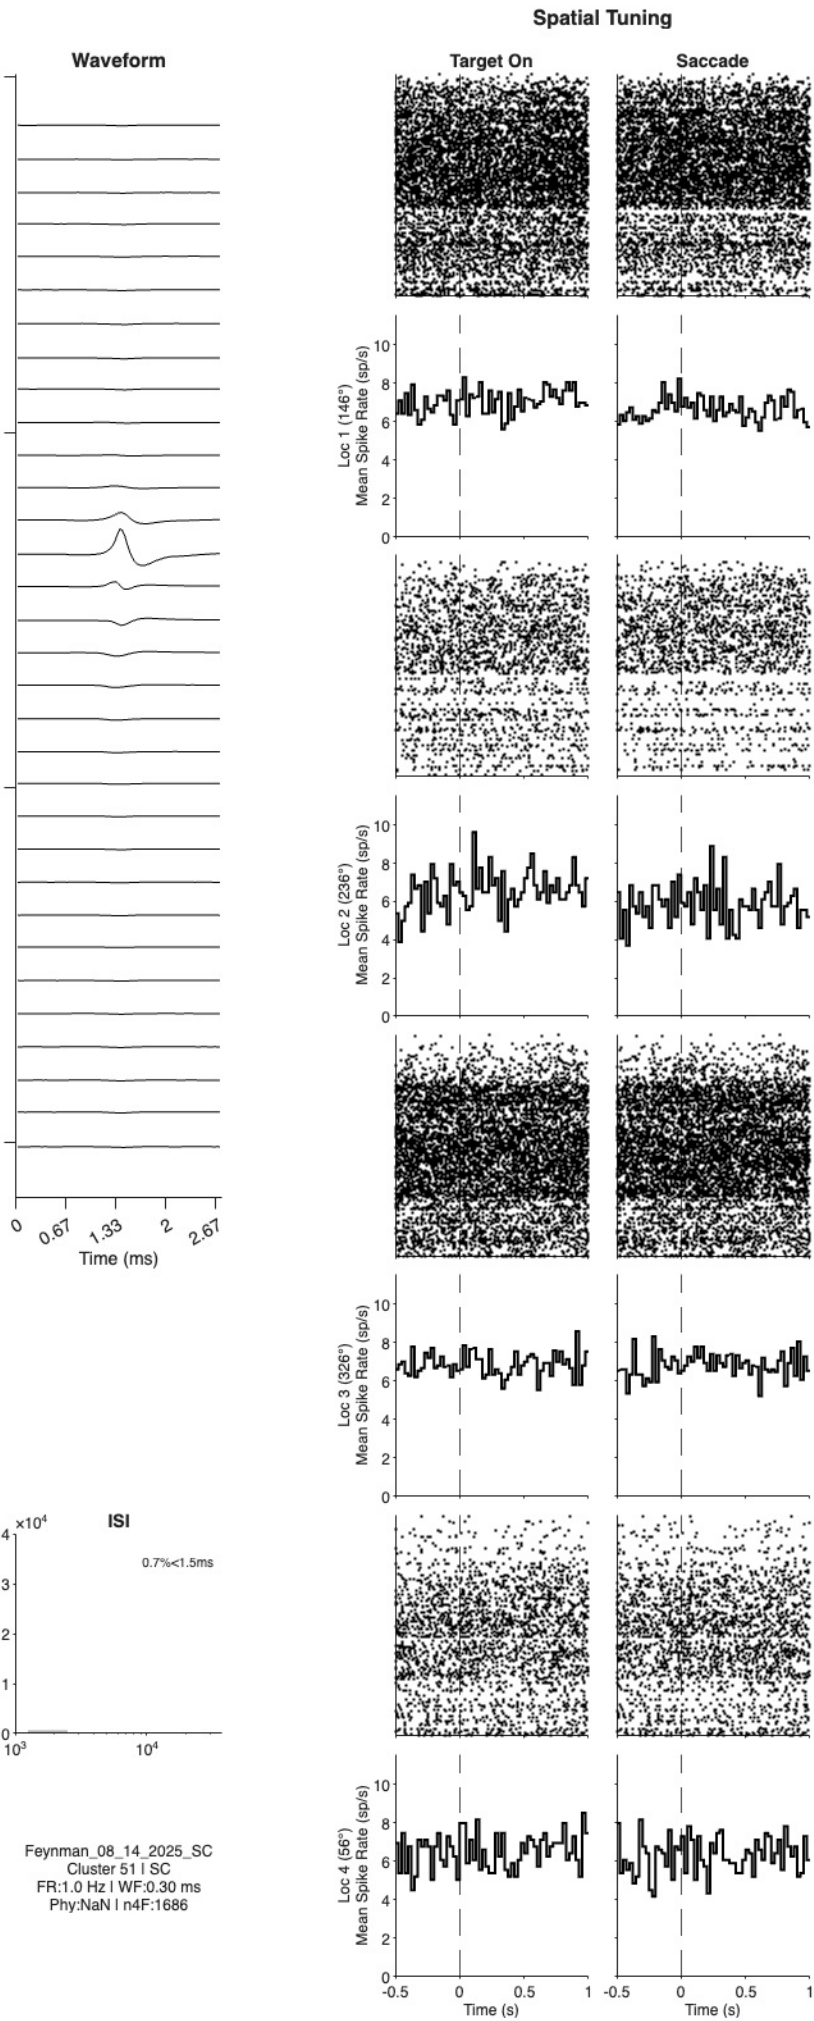 Spatial Tuning
Waveform
Target On
Saccade
Loc 1 (146°)
Mean Spike Rate (sp/s)
10
8
6
4
2
0
Loc 2 (236°)
Mean Spike Rate (sp/s)
10
8
6
4
2
0
0 0.67 1.33 2 2.67
Time (ms)
Loc 3 (326°)
Mean Spike Rate (sp/s)
10
8
6
4
2
0
×10⁴
ISI
0.7%<1.5ms
4
3
2
1
0
10³ 10⁴
Feynman_08_14_2025_SC
Cluster 51 | SC
FR:1.0 Hz | WF:0.30 ms
Phy:NaN | n4F:1686
Loc 4 (56°)
Mean Spike Rate (sp/s)
10
8
6
4
2
0
-0.5 0 0.5 1
Time (s)
-0.5 0 0.5 1
Time (s)